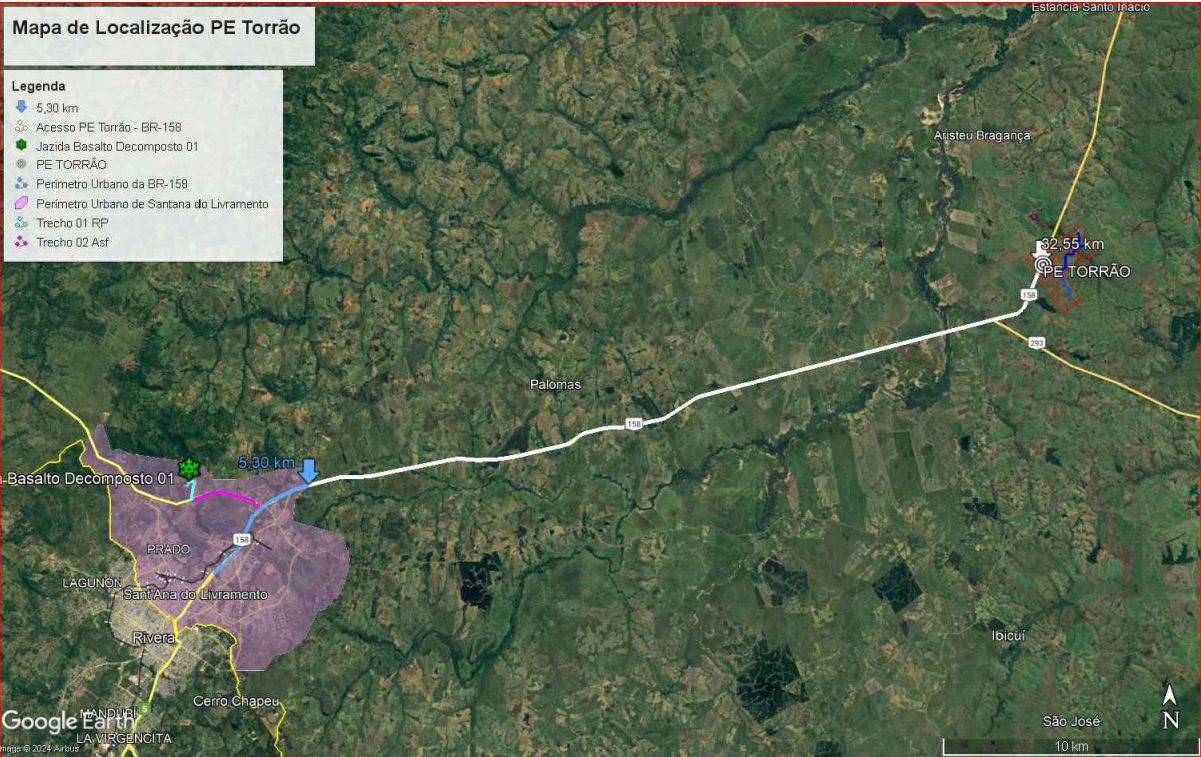 Mapa de Localização PE Torrão
Estância Santo Inácio
Legenda
5,30 km
Acesso PE Torrão - BR-158
Jazida Basalto Decomposto 01
PE TORRÃO
Perímetro Urbano da BR-158
Perímetro Urbano de Santana do Livramento
Trecho 01 RP
Trecho 02 Asf
Aristeu Bragança
32,55 km
PE TORRÃO
158
293
Palomas
158
5,30 km
Basalto Decomposto 01
158
PRADO
LAGUNON
Sant'Ana do Livramento
Rivera
Ibicuí
Cerro Chapeu
MANDUBI
5
Google Earth
São José
N
LA VIRGENCITA
Image © 2024 Airbus
10 km